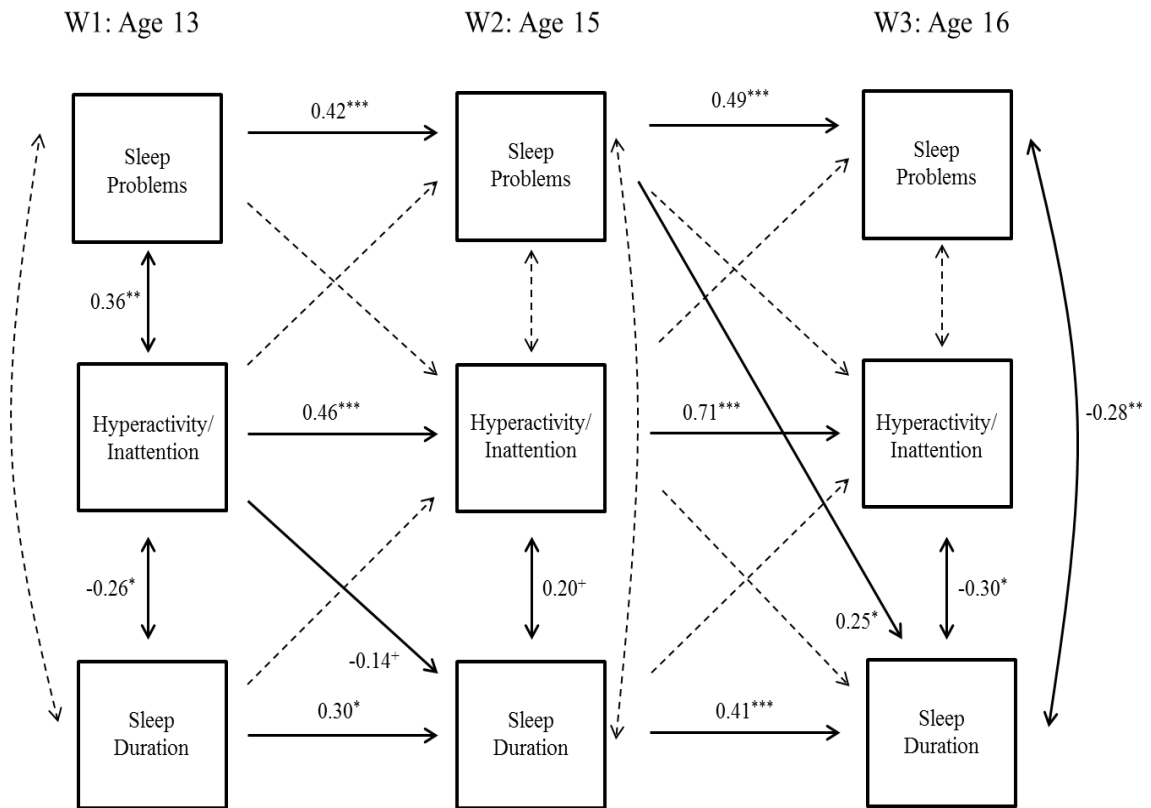 W1: Age 13
W2: Age 15
W3: Age 16
0.42***
0.49***
Sleep
Problems
Sleep
Problems
Sleep
Problems
0.36**
-0.28**
Hyperactivity/
Inattention
0.46***
Hyperactivity/
Inattention
0.71***
Hyperactivity/
Inattention
-0.26*
0.20+
-0.30*
0.25*
-0.14+
Sleep
Duration
0.30*
Sleep
Duration
0.41***
Sleep
Duration